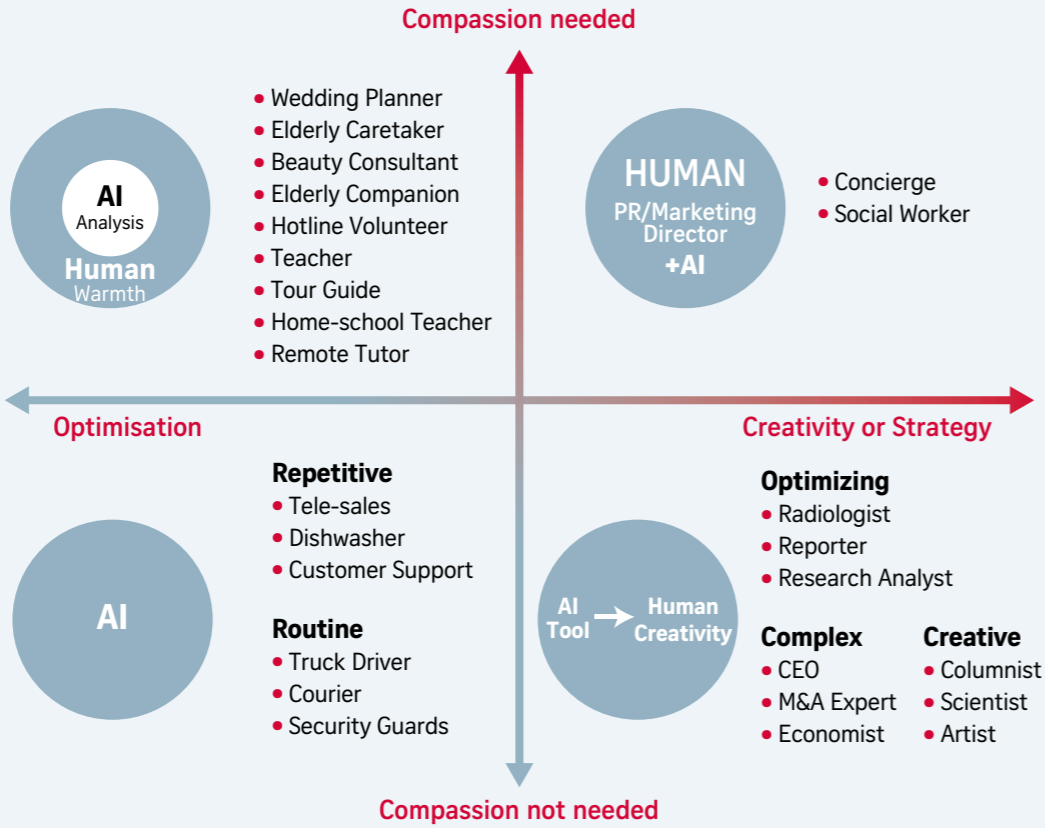 Compassion needed
AI
Analysis
Human
Warmth
• Wedding Planner
• Elderly Caretaker
• Beauty Consultant
• Elderly Companion
• Hotline Volunteer
• Teacher
• Tour Guide
• Home-school Teacher
• Remote Tutor
HUMAN
PR/Marketing
Director
+AI
• Concierge
• Social Worker
Optimisation
Creativity or Strategy
AI
Repetitive
• Tele-sales
• Dishwasher
• Customer Support
Routine
• Truck Driver
• Courier
• Security Guards
AI
Tool
Human
Creativity
Optimizing
• Radiologist
• Reporter
• Research Analyst
Complex
• CEO
• M&A Expert
• Economist
Creative
• Columnist
• Scientist
• Artist
Compassion not needed